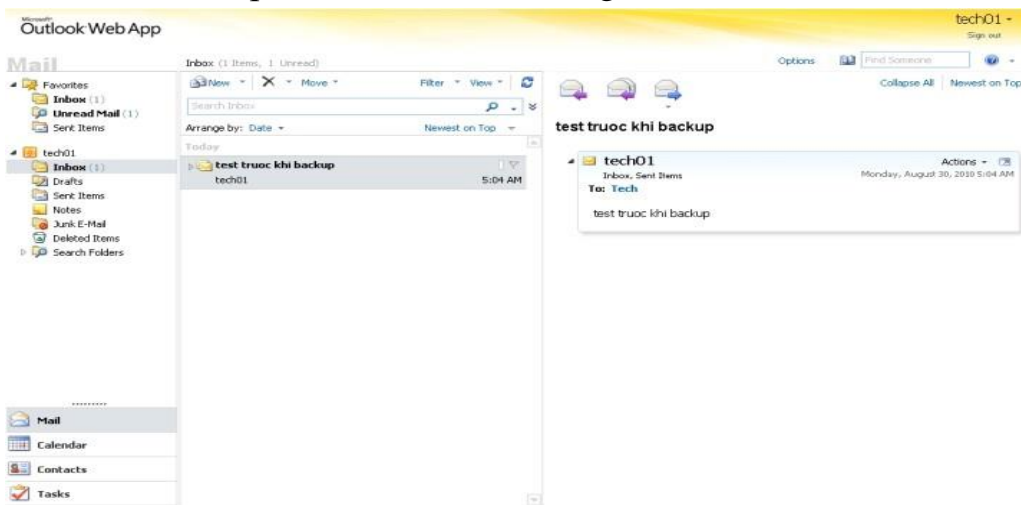 Microsoft
Outlook Web App
tech01
Sign out
Mail
Inbox (1 Items, 1 Unread)
Options
Find Someone
Favorites
Inbox (1)
Unread Mail (1)
Sent Items
tech01
Inbox (1)
Drafts
Sent Items
Notes
Junk E-Mail
Deleted Items
Search Folders
New
Move
Filter
View
Search Inbox
Arrange by: Date
Newest on Top
Today
test truoc khi backup
tech01
5:04 AM
Collapse All
Newest on Top
test truoc khi backup
tech01
Actions
Inbox, Sent Items
Monday, August 30, 2010 5:04 AM
To: Tech
test truoc khi backup
Mail
Calendar
Contacts
Tasks